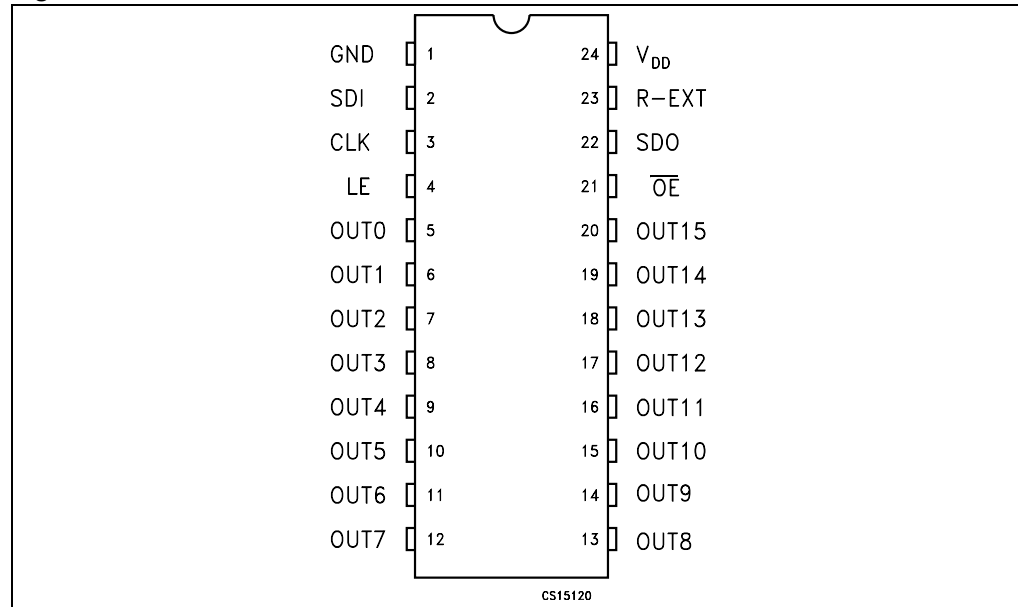 GND 1 24 VDD
SDI 2 23 R-EXT
CLK 3 22 SDO
LE 4 21 O̅E̅
OUT0 5 20 OUT15
OUT1 6 19 OUT14
OUT2 7 18 OUT13
OUT3 8 17 OUT12
OUT4 9 16 OUT11
OUT5 10 15 OUT10
OUT6 11 14 OUT9
OUT7 12 13 OUT8
CS15120